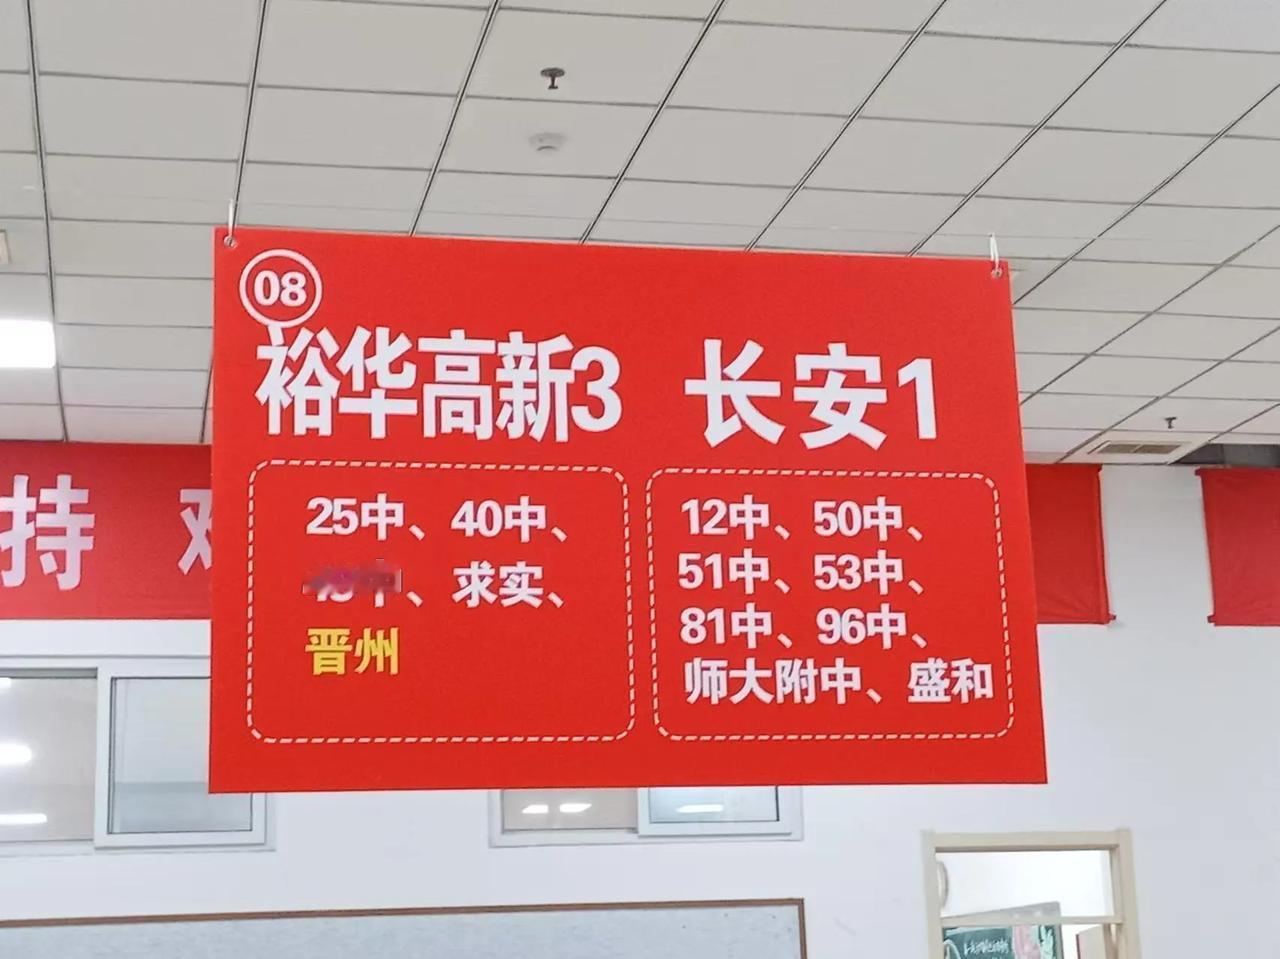 08
裕华高新3
长安1
25中、40中、
中、求实、
晋州
12中、50中、
51中、53中、
81中、96中、
师大附中、盛和
持